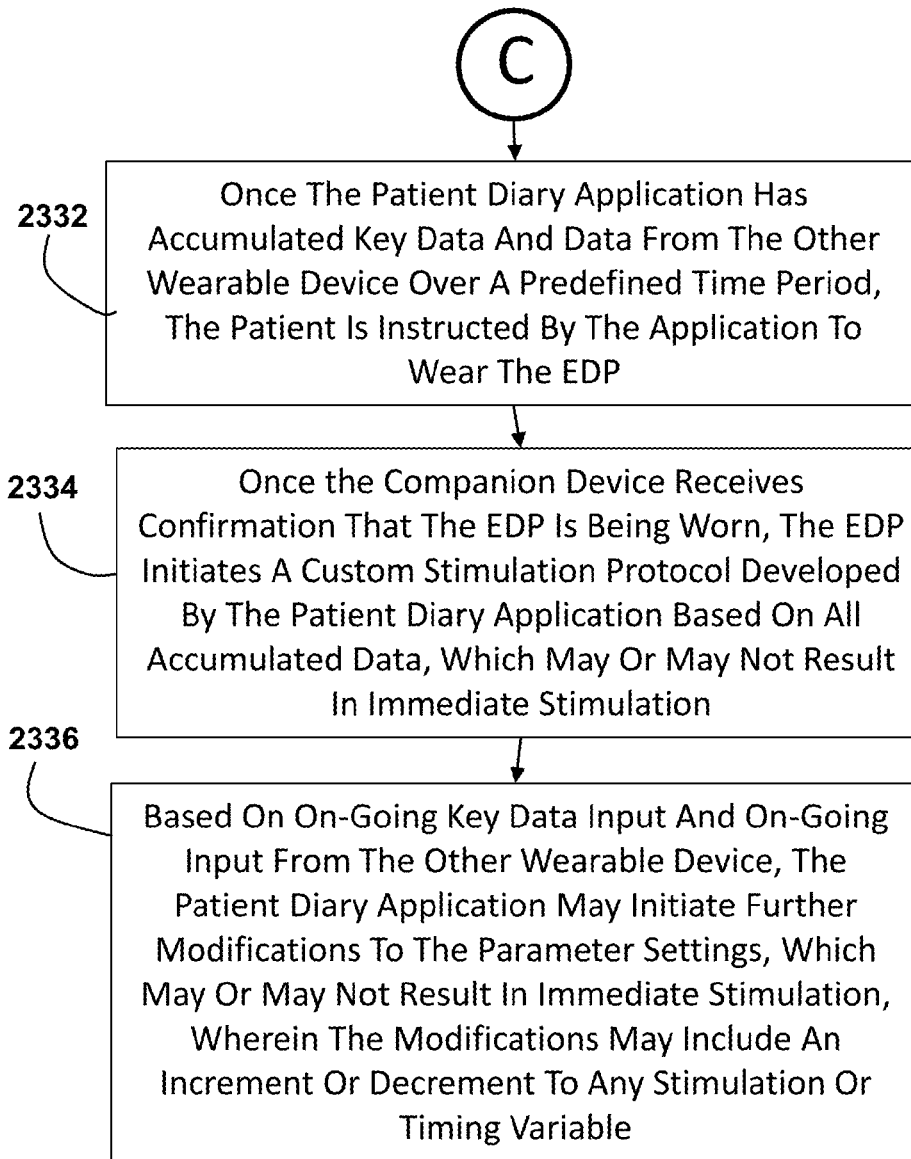 C
2332
Once The Patient Diary Application Has
Accumulated Key Data And Data From The Other
Wearable Device Over A Predefined Time Period,
The Patient Is Instructed By The Application To
Wear The EDP
2334
Once the Companion Device Receives
Confirmation That The EDP Is Being Worn, The EDP
Initiates A Custom Stimulation Protocol Developed
By The Patient Diary Application Based On All
Accumulated Data, Which May Or May Not Result
In Immediate Stimulation
2336
Based On On-Going Key Data Input And On-Going
Input From The Other Wearable Device, The
Patient Diary Application May Initiate Further
Modifications To The Parameter Settings, Which
May Or May Not Result In Immediate Stimulation,
Wherein The Modifications May Include An
Increment Or Decrement To Any Stimulation Or
Timing Variable